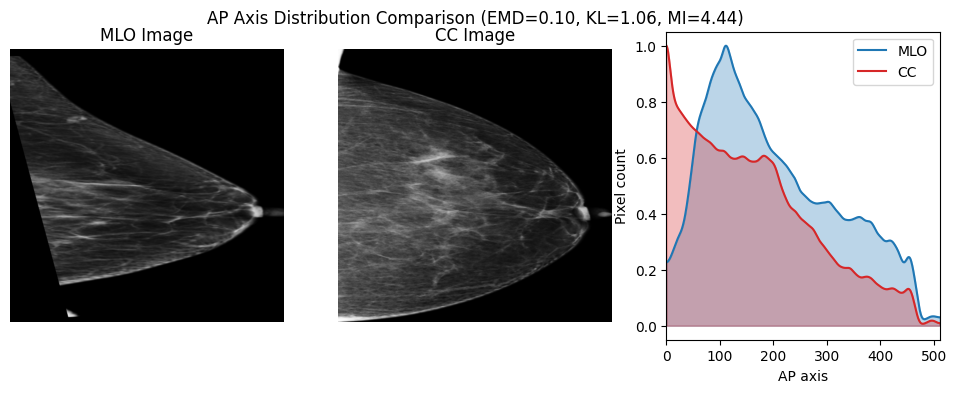 AP Axis Distribution Comparison (EMD=0.10, KL=1.06, MI=4.44)
MLO Image
CC Image
MLO
CC
Pixel count
1.0
0.8
0.6
0.4
0.2
0.0
0 100 200 300 400 500
AP axis